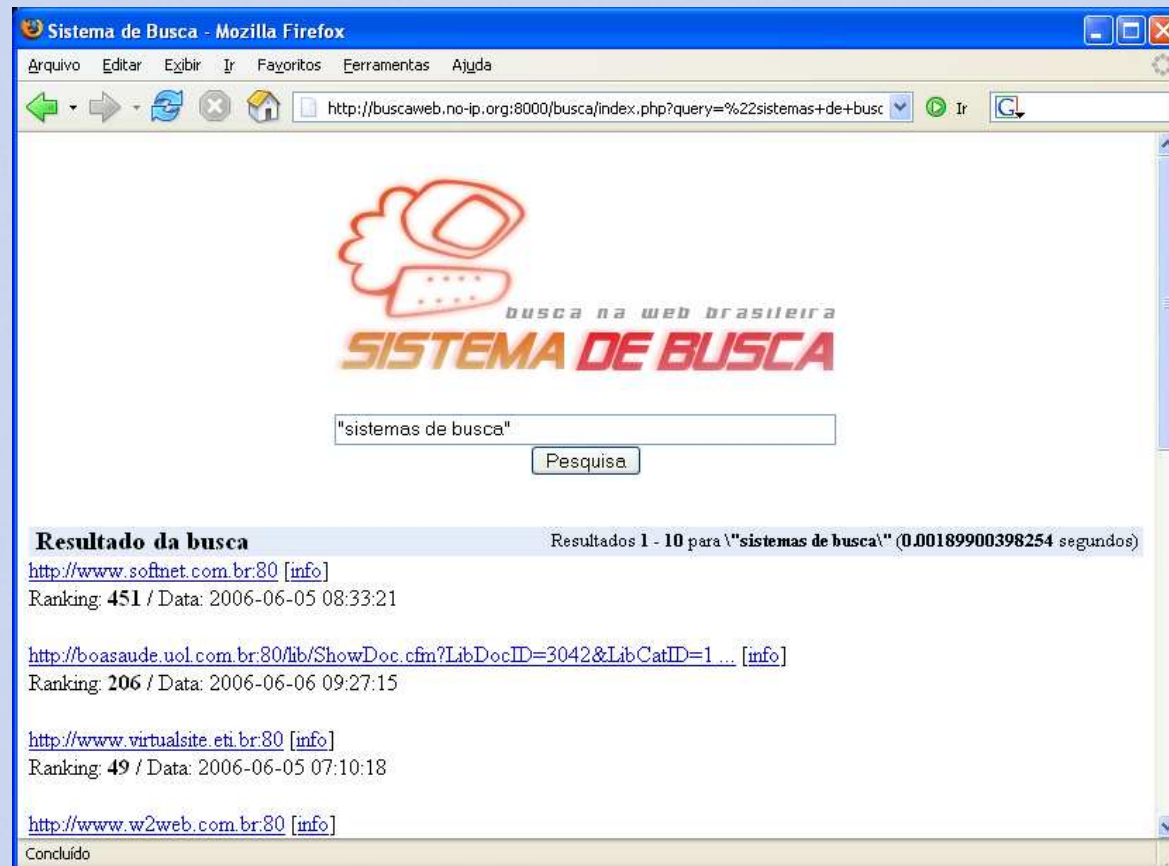 Sistema de Busca - Mozilla Firefox
Arquivo Editar Exibir Ir Favoritos Ferramentas Ajuda
http://buscaweb.no-ip.org:8000/busca/index.php?query=%22sistemas+de+busc Ir G
busca na web brasileira
SISTEMA DE BUSCA
"sistemas de busca"
Pesquisa
Resultado da busca Resultados 1 - 10 para \"sistemas de busca\" (0.00189900398254 segundos)
http://www.softnet.com.br:80 [info]
Ranking: 451 / Data: 2006-06-05 08:33:21
http://boasaude.uol.com.br:80/lib/ShowDoc.cfm?LibDocID=3042&LibCatID=1 ... [info]
Ranking: 206 / Data: 2006-06-06 09:27:15
http://www.virtualsite.eti.br:80 [info]
Ranking: 49 / Data: 2006-06-05 07:10:18
http://www.w2web.com.br:80 [info]
Concluído